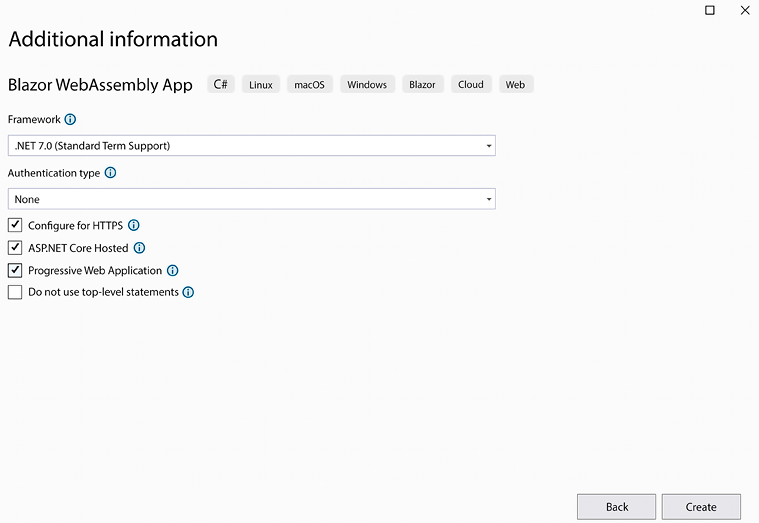 Additional information
Blazor WebAssembly App C# Linux macOS Windows Blazor Cloud Web
Framework
.NET 7.0 (Standard Term Support)
Authentication type
None
Configure for HTTPS
ASP.NET Core Hosted
Progressive Web Application
Do not use top-level statements
Back Create